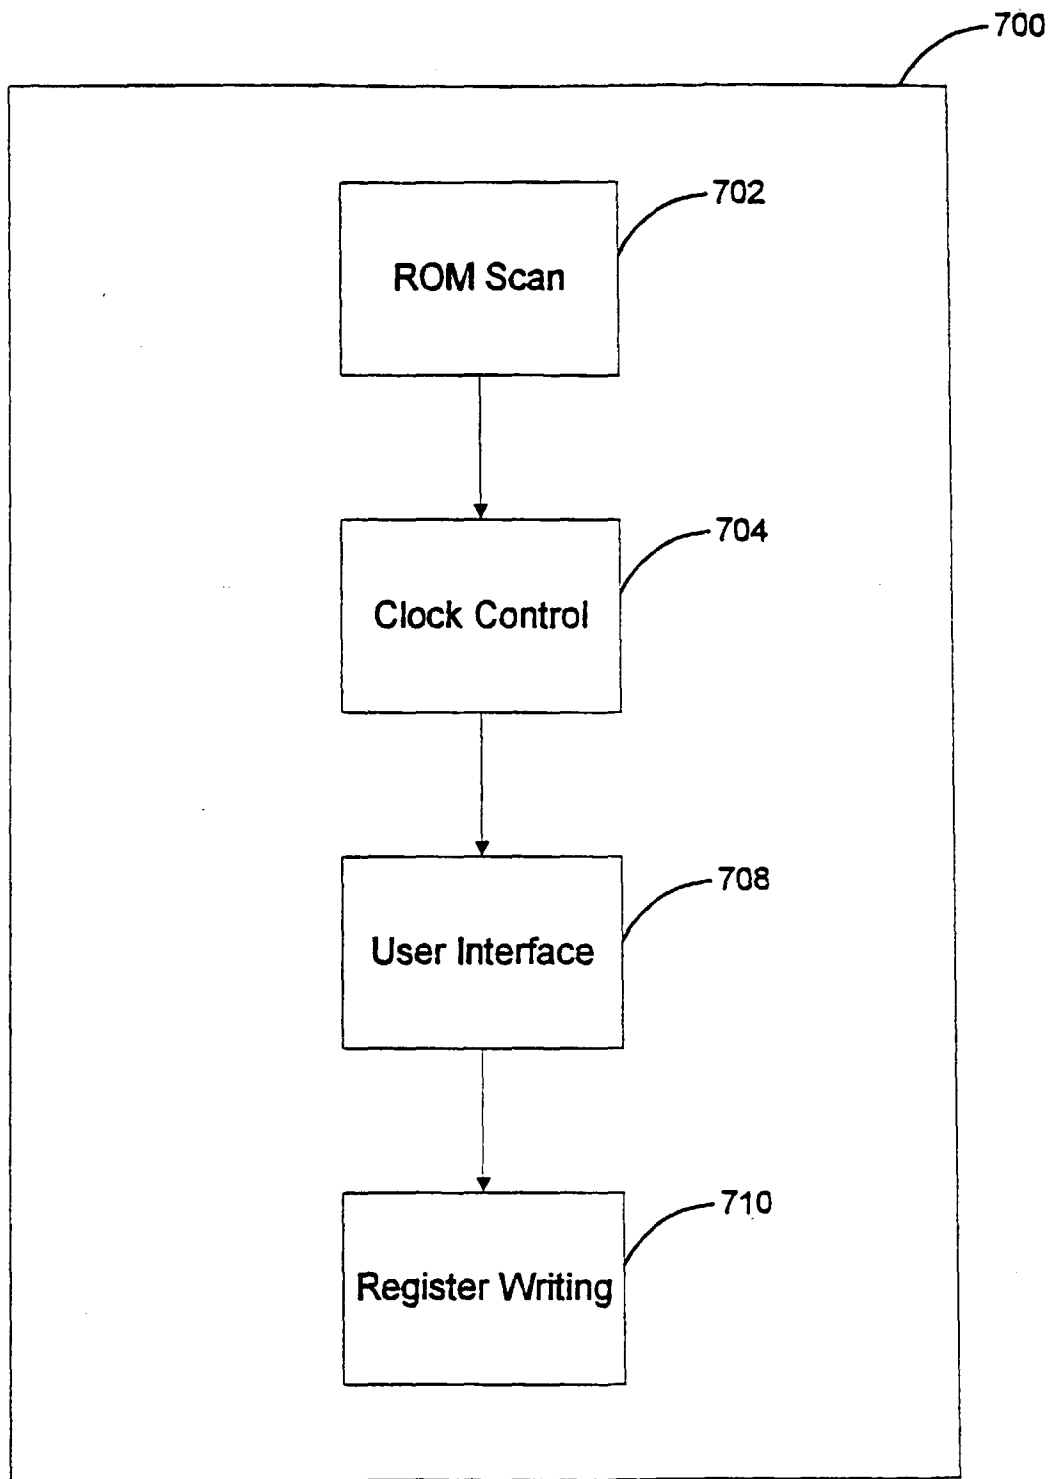 700
702
ROM Scan
704
Clock Control
708
User Interface
710
Register Writing